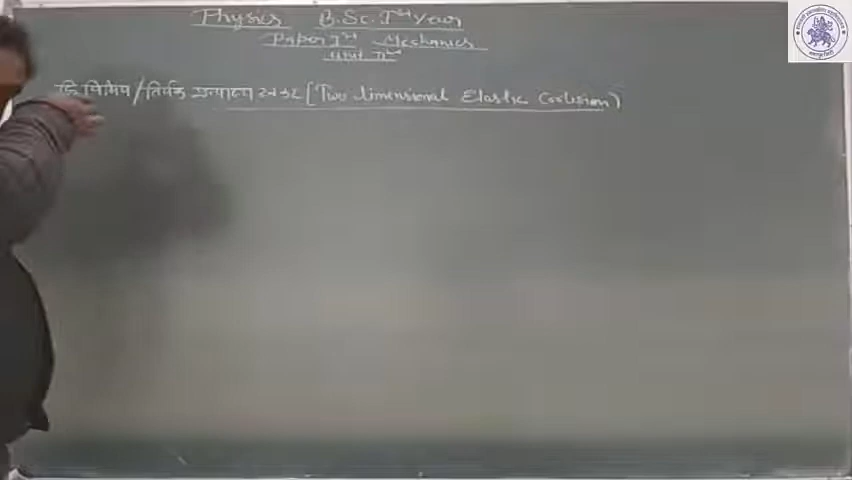 Physics B.Sc. Ist Year
Paper Ist Mechanics
द्वि विमिय/तिर्यक प्रत्यास्थ टक्कर [Two dimensional Elastic Collision)